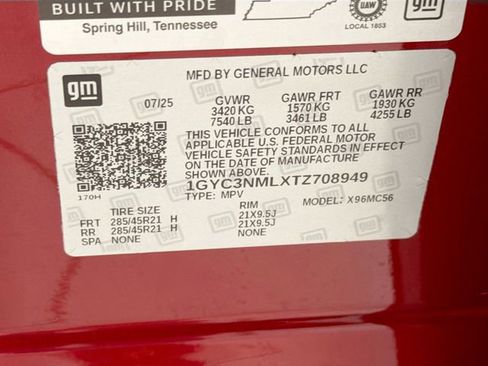 BUILT WITH PRIDE
Spring Hill, Tennessee
UAW
LOCAL 1853
gm
gm
MFD BY GENERAL MOTORS LLC
07/25 GVWR GAWR FRT GAWR RR
3420 KG 1570 KG 1930 KG
7540 LB 3461 LB 4255 LB
THIS VEHICLE CONFORMS TO ALL
APPLICABLE U.S. FEDERAL MOTOR
VEHICLE SAFETY STANDARDS IN EFFECT
ON THE DATE OF MANUFACTURE
SHOWN ABOVE.
1GYC3NMLXTZ708949
170H
TYPE: MPV MODEL: X96MC56
TIRE SIZE RIM
FRT 285/45R21 H 21X9.5J
RR 285/45R21 H 21X9.5J
SPA NONE NONE